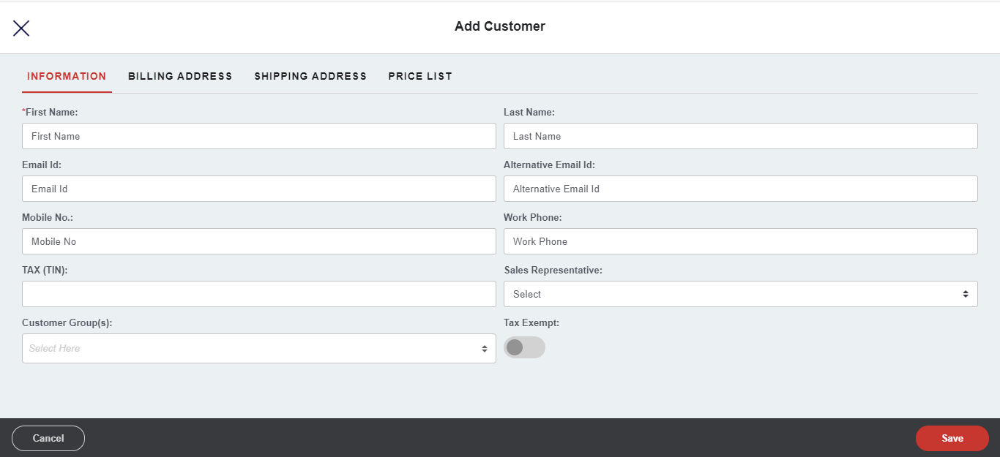 Add Customer
INFORMATION BILLING ADDRESS SHIPPING ADDRESS PRICE LIST
*First Name: Last Name:
First Name Last Name
Email Id: Alternative Email Id:
Email Id Alternative Email Id
Mobile No.: Work Phone:
Mobile No Work Phone
TAX (TIN): Sales Representative:
Select
Customer Group(s): Tax Exempt:
Select Here
Cancel Save